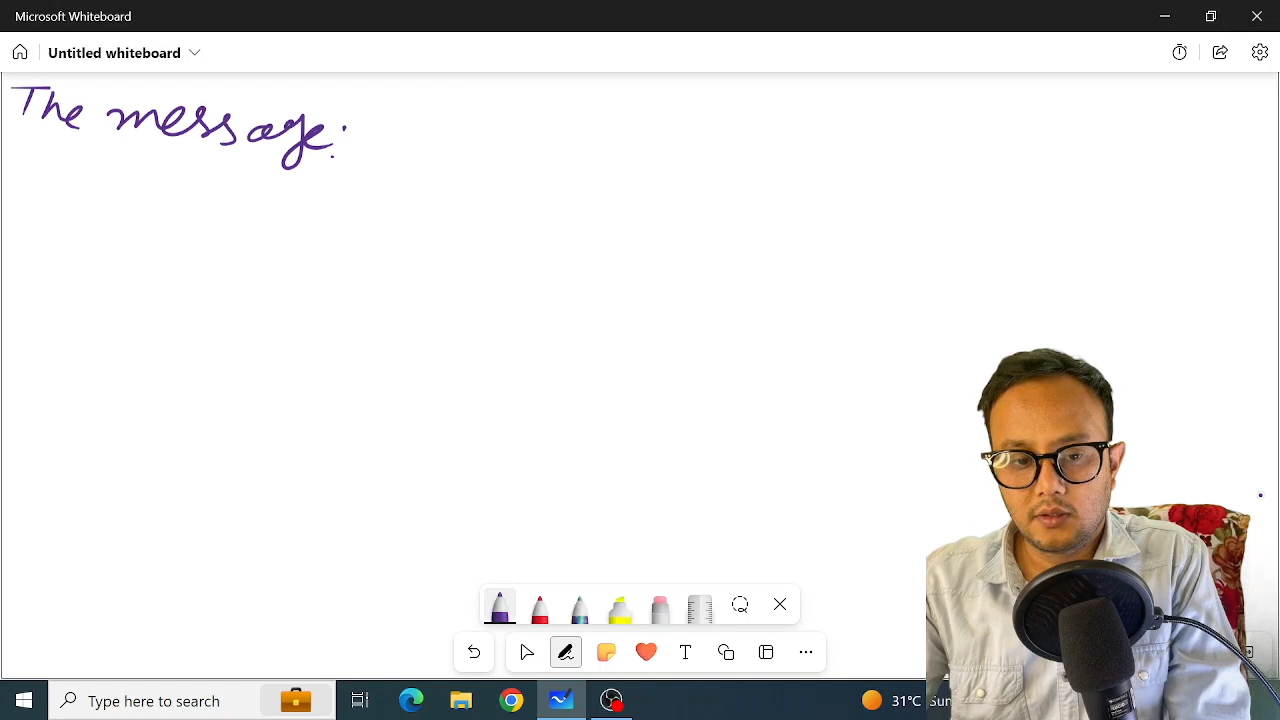 Microsoft Whiteboard
Untitled whiteboard
The message:
Type here to search
31°C